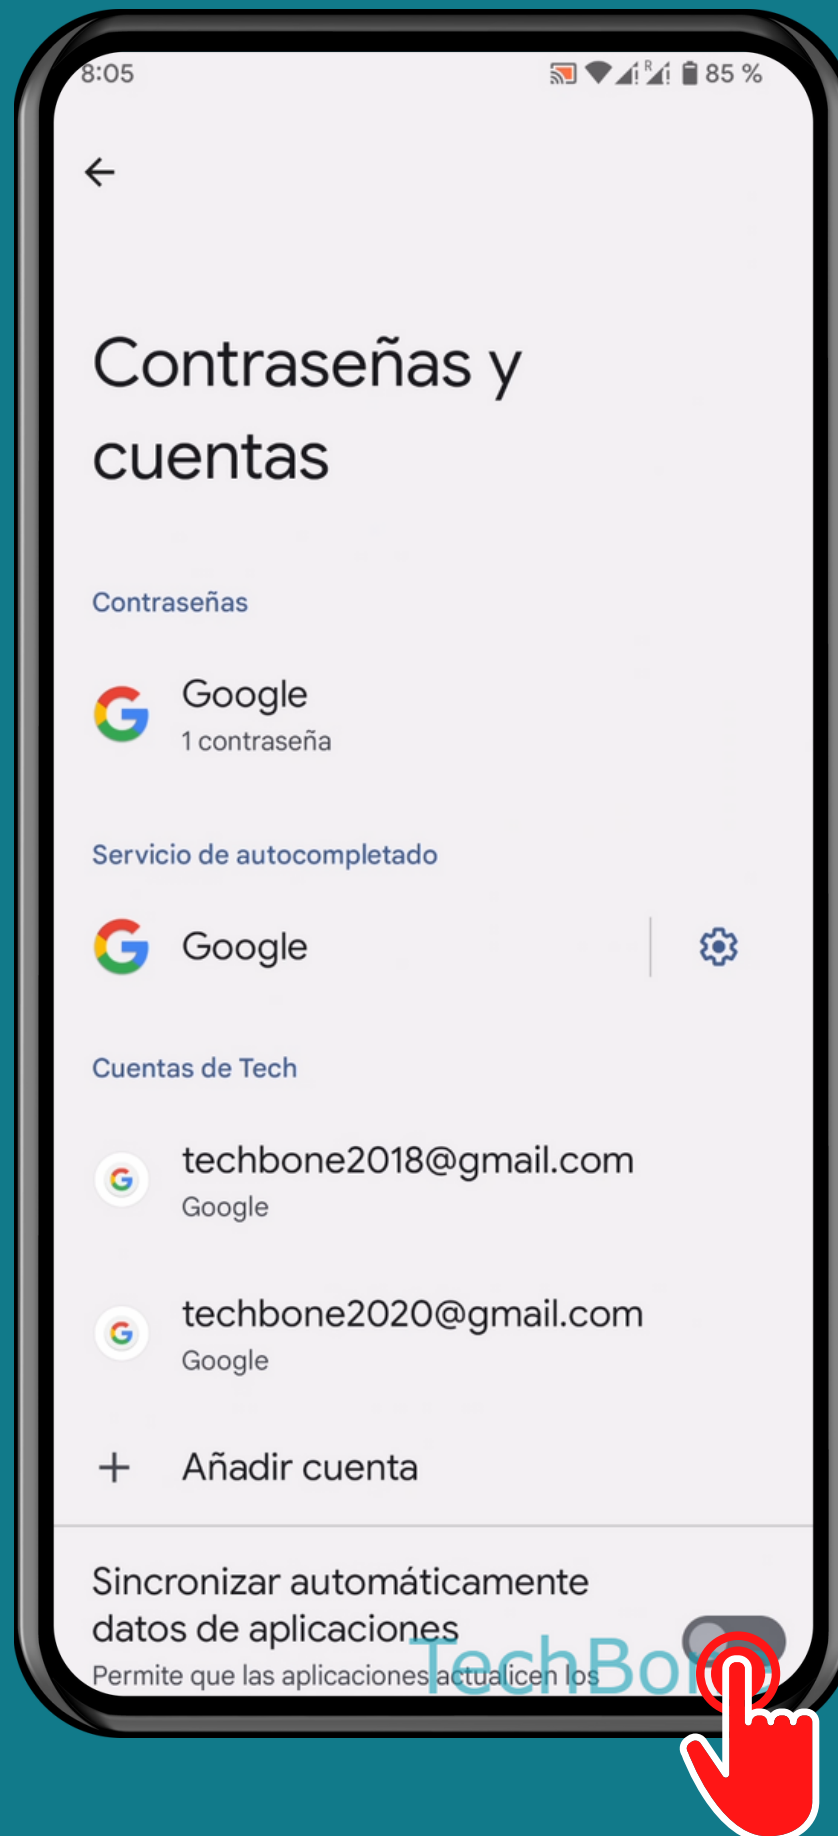 8:05
R
85 %
Contraseñas y
cuentas
Contraseñas
Google
1 contraseña
Servicio de autocompletado
Google
Cuentas de Tech
techbone2018@gmail.com
Google
techbone2020@gmail.com
Google
Añadir cuenta
Sincronizar automáticamente
datos de aplicaciones
Permite que las aplicaciones actualicen los